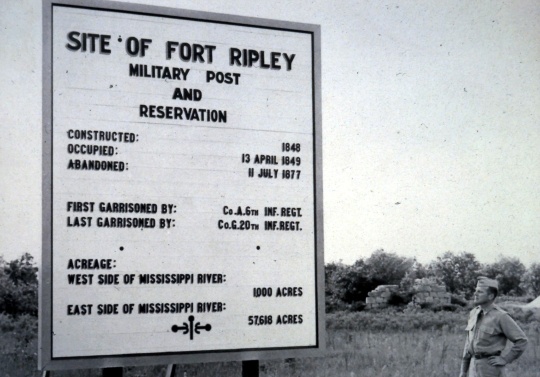 SITE OF FORT RIPLEY
MILITARY POST
AND
RESERVATION
CONSTRUCTED: 1848
OCCUPIED: 13 APRIL 1849
ABANDONED: 11 JULY 1877
FIRST GARRISONED BY: Co. A. 6TH INF. REGT.
LAST GARRISONED BY: Co. G. 20TH INF. REGT.
ACREAGE:
WEST SIDE OF MISSISSIPPI RIVER:
1000 ACRES
EAST SIDE OF MISSISSIPPI RIVER:
57,618 ACRES